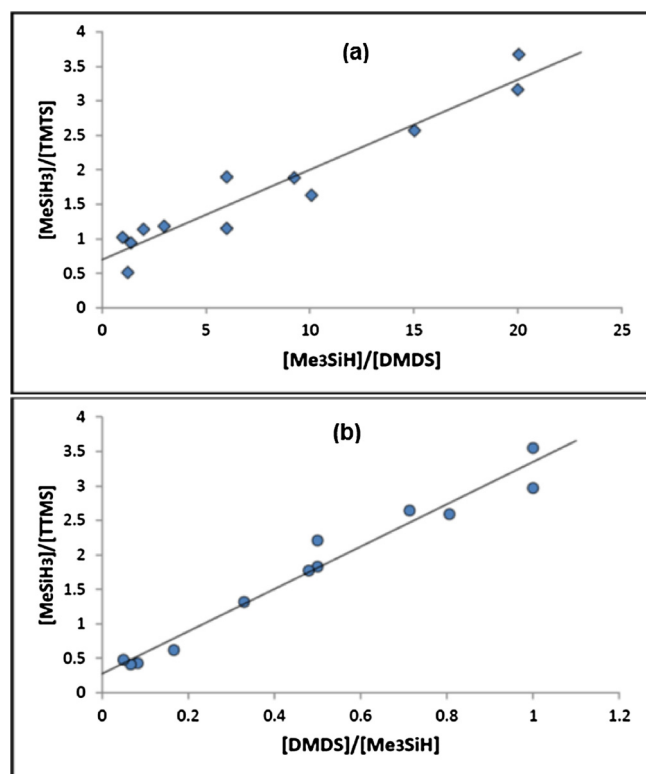 (a)
[MeSiH3]/[TMTS]
4
3.5
3
2.5
2
1.5
1
0.5
0
0 5 10 15 20 25
[Me3SiH]/[DMDS]
(b)
[MeSiH3]/[TTMS]
4
3.5
3
2.5
2
1.5
1
0.5
0
0 0.2 0.4 0.6 0.8 1 1.2
[DMDS]/[Me3SiH]